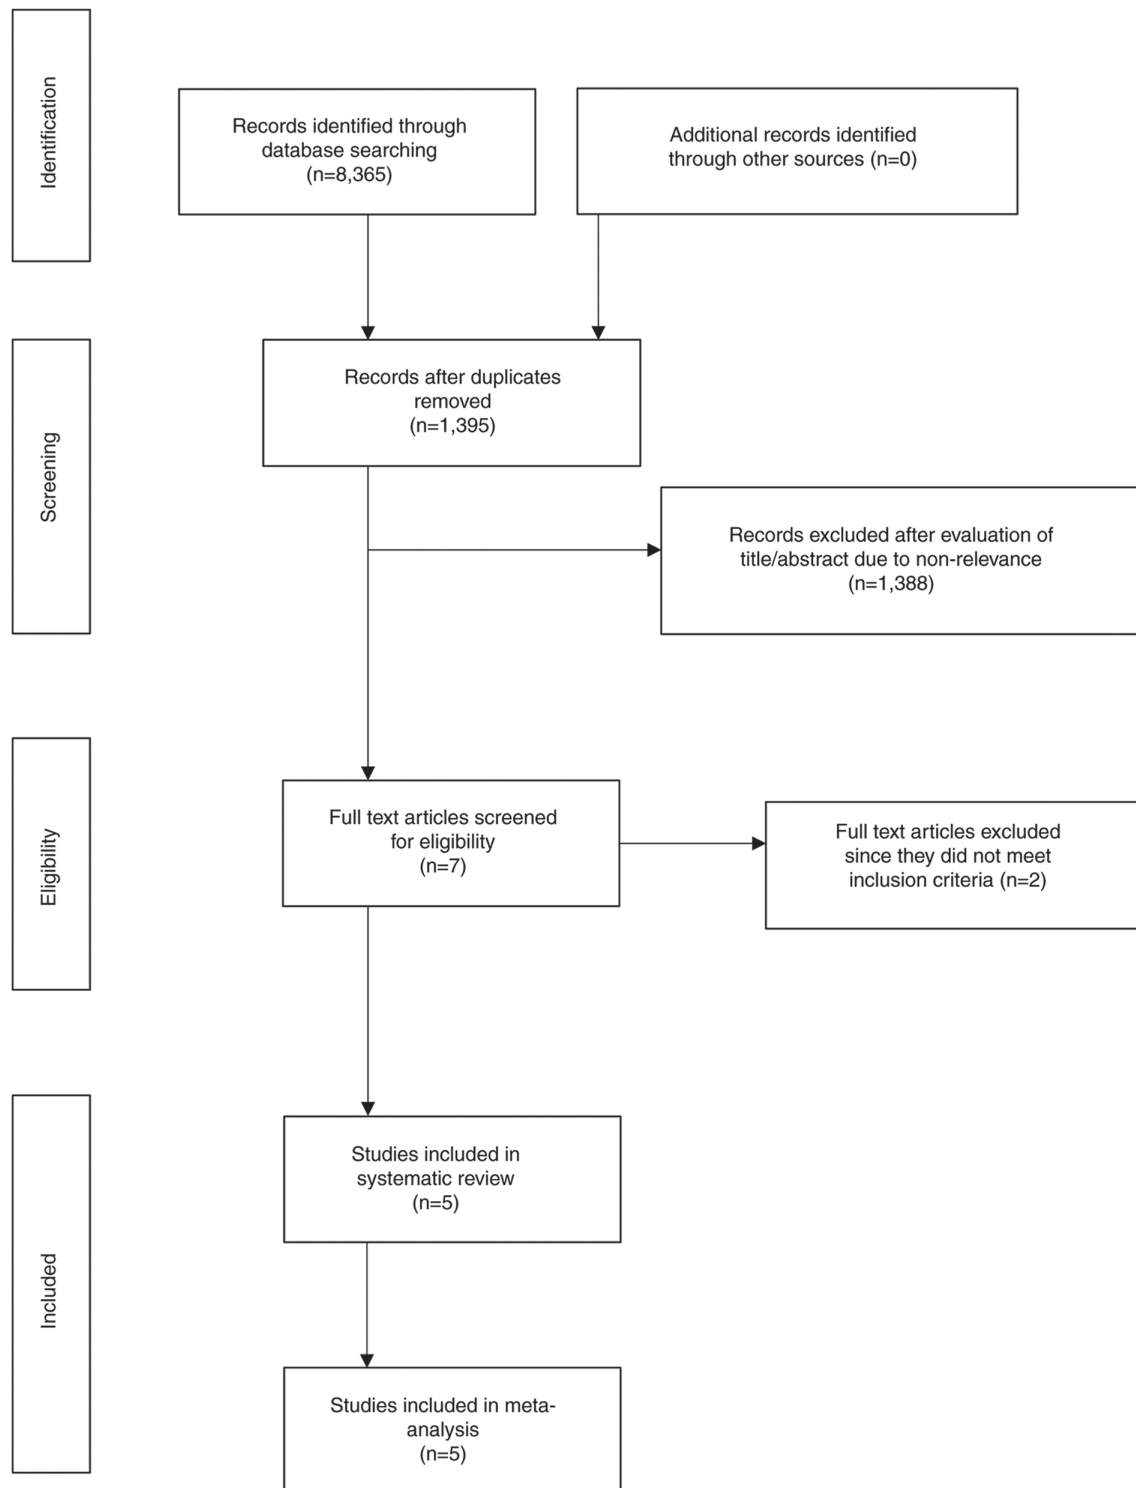 Identification
Records identified through
database searching
(n=8,365)
Additional records identified
through other sources (n=0)
Screening
Records after duplicates
removed
(n=1,395)
Records excluded after evaluation of
title/abstract due to non-relevance
(n=1,388)
Eligibility
Full text articles screened
for eligibility
(n=7)
Full text articles excluded
since they did not meet
inclusion criteria (n=2)
Included
Studies included in
systematic review
(n=5)
Studies included in meta-
analysis
(n=5)